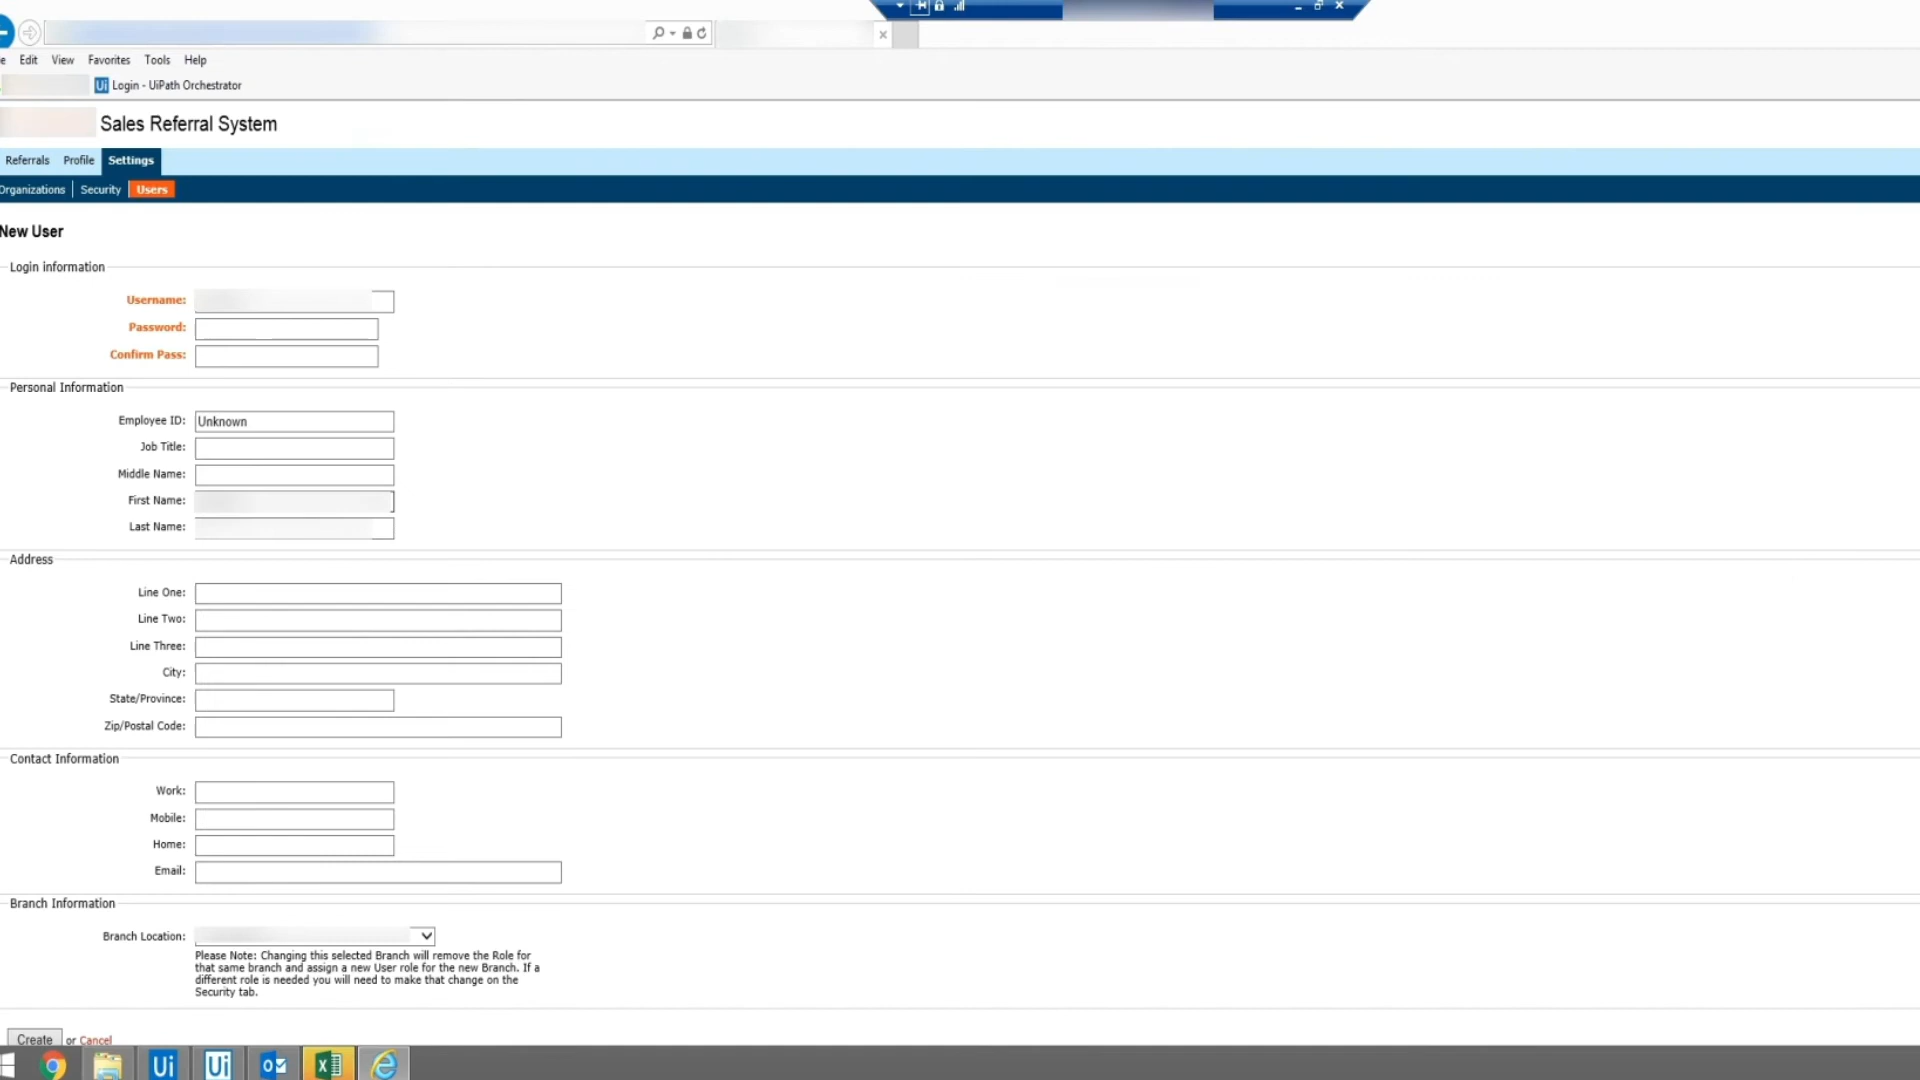 e Edit View Favorites Tools Help
Ui Login - UiPath Orchestrator
Sales Referral System
Referrals Profile Settings
Organizations Security Users
New User
Login information
Username:
Password:
Confirm Pass:
Personal Information
Employee ID: Unknown
Job Title:
Middle Name:
First Name:
Last Name:
Address
Line One:
Line Two:
Line Three:
City:
State/Province:
Zip/Postal Code:
Contact Information
Work:
Mobile:
Home:
Email:
Branch Information
Branch Location:
Please Note: Changing this selected Branch will remove the Role for
that same branch and assign a new User role for the new Branch. If a
different role is needed you will need to make that change on the
Security tab.
Create or Cancel
Ui Ui